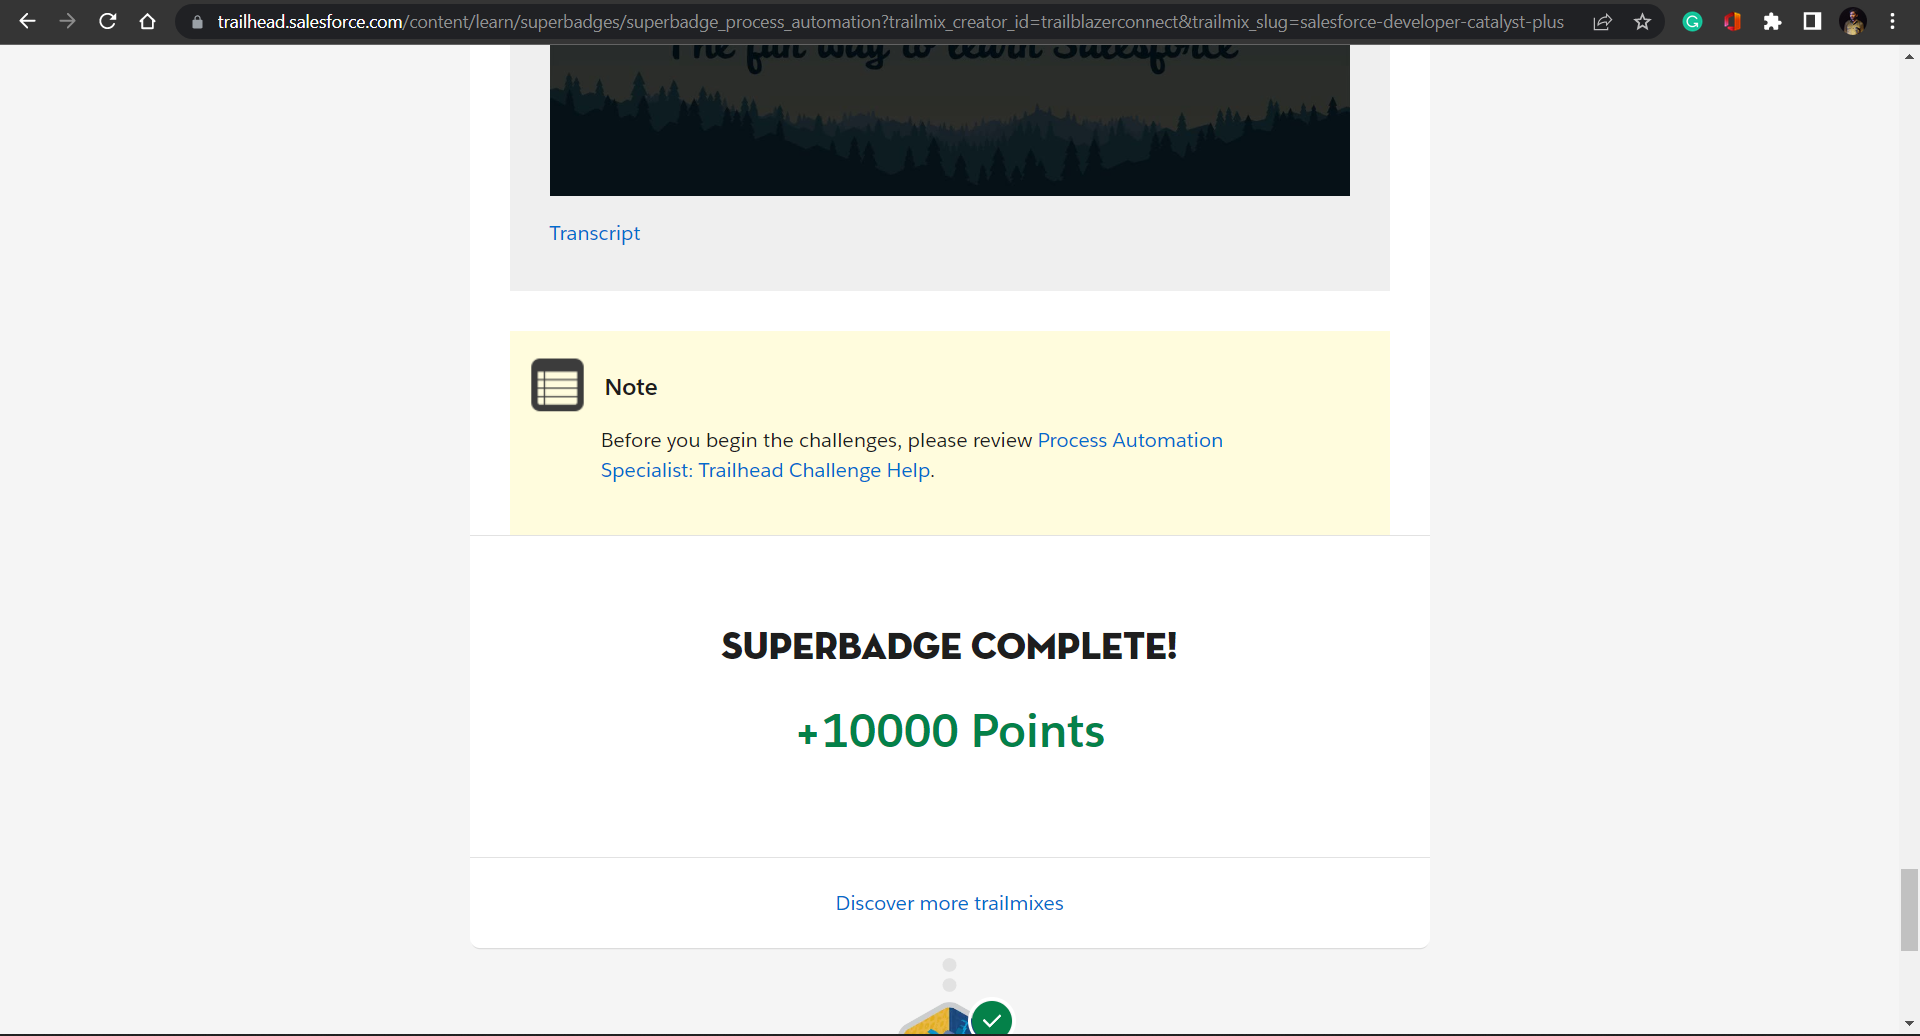 trailhead.salesforce.com/content/learn/superbadges/superbadge_process_automation?trailmix_creator_id=trailblazerconnect&trailmix_slug=salesforce-developer-catalyst-plus
The fun way to learn Salesforce
Transcript
Note
Before you begin the challenges, please review Process Automation
Specialist: Trailhead Challenge Help.
SUPERBADGE COMPLETE!
+10000 Points
Discover more trailmixes